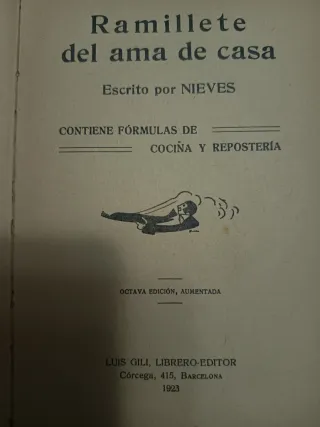 Ramillete
del ama de casa
Escrito por NIEVES
CONTIENE FÓRMULAS DE
COCIÑA Y REPOSTERÍA
OCTAVA EDICIÓN, AUMENTADA
LUIS GILI, LIBRERO-EDITOR
Córcega, 415, BARCELONA
1923